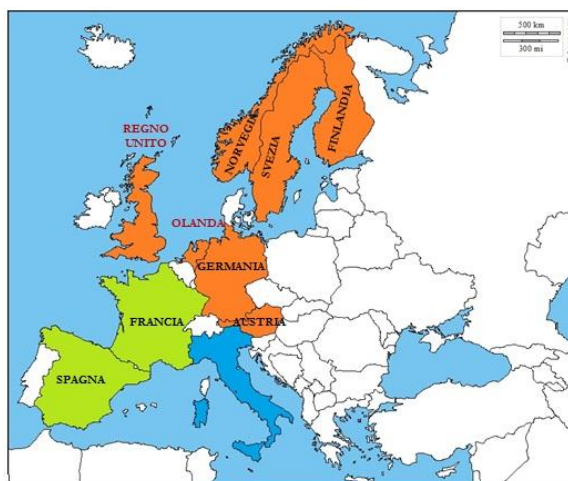 500 km
300 mi
REGNO
UNITO
NORVEGIA
SVEZIA
FINLANDIA
OLANDA
GERMANIA
FRANCIA
AUSTRIA
SPAGNA